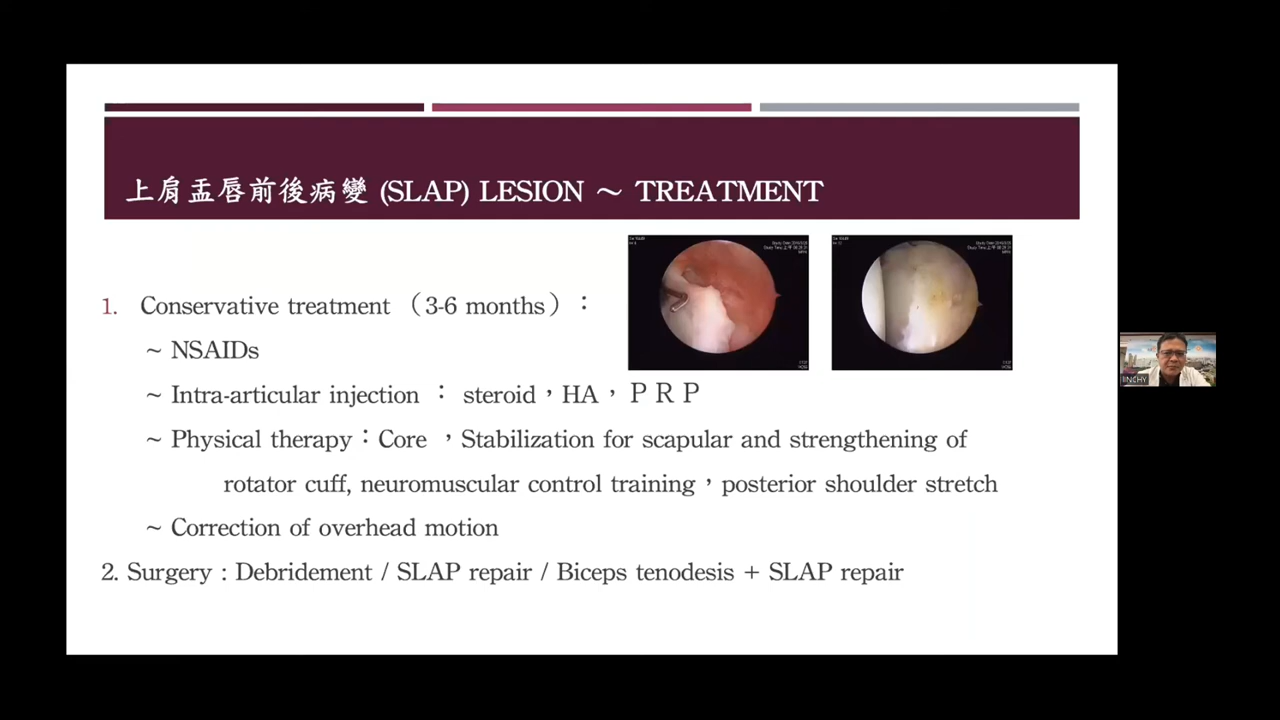 上肩盂唇前後病變 (SLAP) LESION ～ TREATMENT
1. Conservative treatment （3-6 months）：
~ NSAIDs
~ Intra-articular injection ： steroid，HA，ＰＲＰ
~ Physical therapy：Core ，Stabilization for scapular and strengthening of
rotator cuff, neuromuscular control training，posterior shoulder stretch
~ Correction of overhead motion
2. Surgery : Debridement / SLAP repair / Biceps tenodesis + SLAP repair